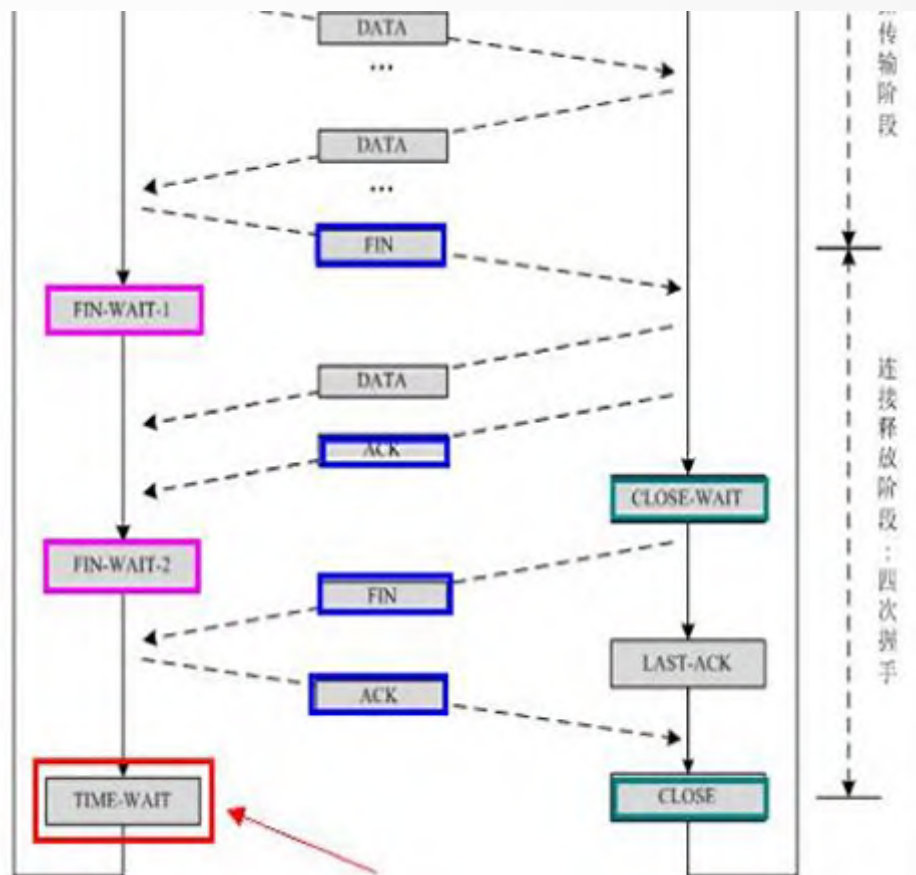 DATA
...
DATA
...
FIN
FIN-WAIT-1
DATA
ACK
CLOSE-WAIT
FIN-WAIT-2
FIN
LAST-ACK
ACK
TIME-WAIT
CLOSE
传输阶段
连接释放阶段：四次握手